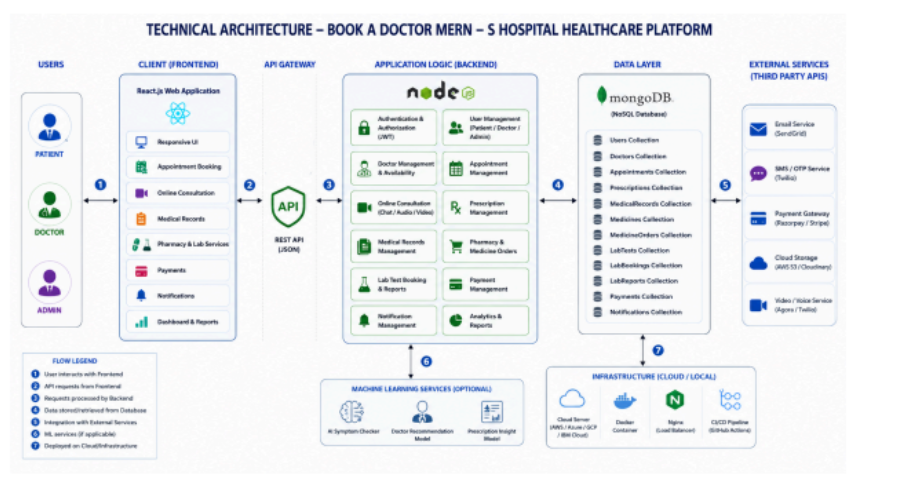 TECHNICAL ARCHITECTURE – BOOK A DOCTOR MERN – S HOSPITAL HEALTHCARE PLATFORM
USERS
PATIENT
DOCTOR
ADMIN
1
CLIENT (FRONTEND)
React.js Web Application
Responsive UI
Appointment Booking
Online Consultation
Medical Records
Pharmacy & Lab Services
Payments
Notifications
Dashboard & Reports
2
API GATEWAY
API
REST API
(JSON)
3
APPLICATION LOGIC (BACKEND)
node
JS
Authentication &
Authorization
(JWT)
User Management
(Patient / Doctor /
Admin)
Doctor Management
& Availability
Appointment
Management
Online Consultation
(Chat / Audio / Video)
Prescription
Management
Medical Records
Management
Pharmacy &
Medicine Orders
Lab Test Booking
& Reports
Payment
Management
Notification
Management
Analytics &
Reports
4
DATA LAYER
mongoDB.
(NoSQL Database)
Users Collection
Doctors Collection
Appointments Collection
Prescriptions Collection
MedicalRecords Collection
Medicines Collection
MedicineOrders Collection
LabTests Collection
LabBookings Collection
LabReports Collection
Payments Collection
Notifications Collection
5
EXTERNAL SERVICES
(THIRD PARTY APIS)
Email Service
(SendGrid)
SMS / OTP Service
(Twilio)
Payment Gateway
(Razorpay / Stripe)
Cloud Storage
(AWS S3 / Cloudinary)
Video / Voice Service
(Agora / Twilio)
6
7
FLOW LEGEND
1 User interacts with Frontend
2 API requests from Frontend
3 Requests processed by Backend
4 Data stored/retrieved from Database
5 Integration with External Services
6 ML services (if applicable)
7 Deployed on Cloud/Infrastructure
MACHINE LEARNING SERVICES (OPTIONAL)
AI Symptom Checker
Doctor Recommendation
Model
Prescription Insight
Model
INFRASTRUCTURE (CLOUD / LOCAL)
Cloud Server
(AWS / Azure / GCP
/ IBM Cloud)
Docker
Container
Nginx
(Load Balancer)
CI/CD Pipeline
(GitHub Actions)